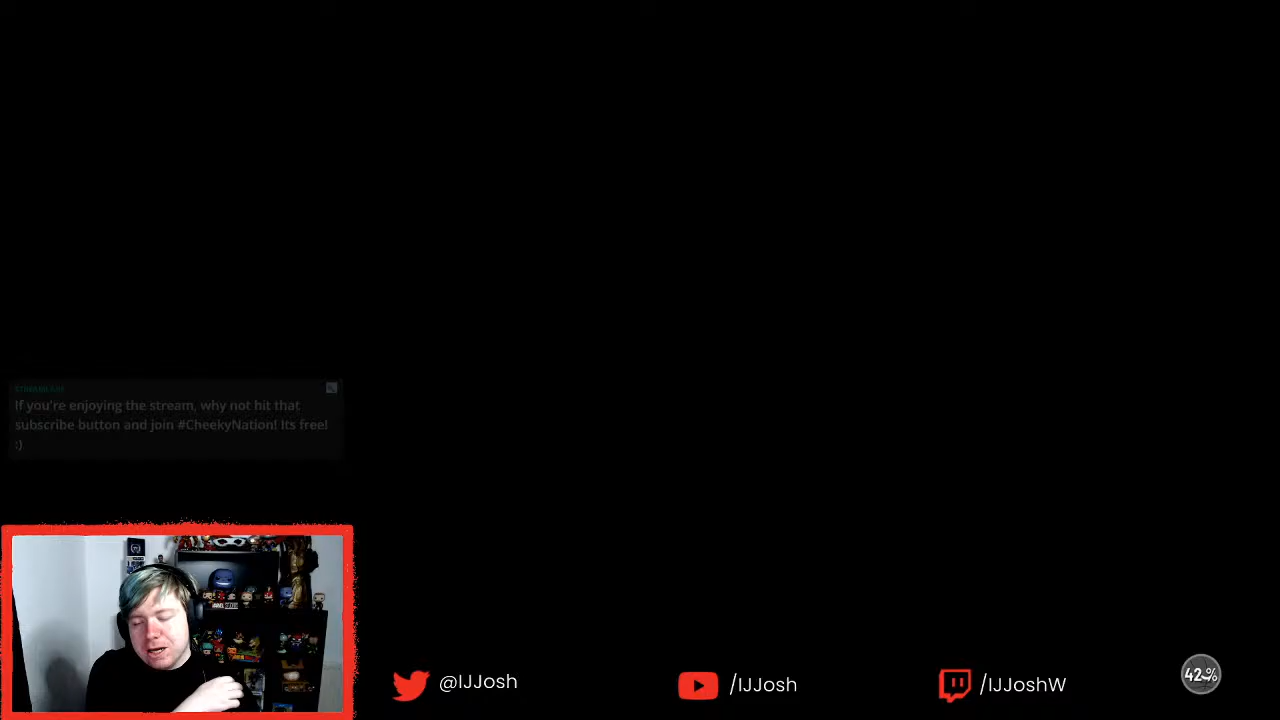 STREAMLABS
If you're enjoying the stream, why not hit that
subscribe button and join #CheekyNation! Its free!
:)
@IJJosh
/IJJosh
/IJJoshW
42%